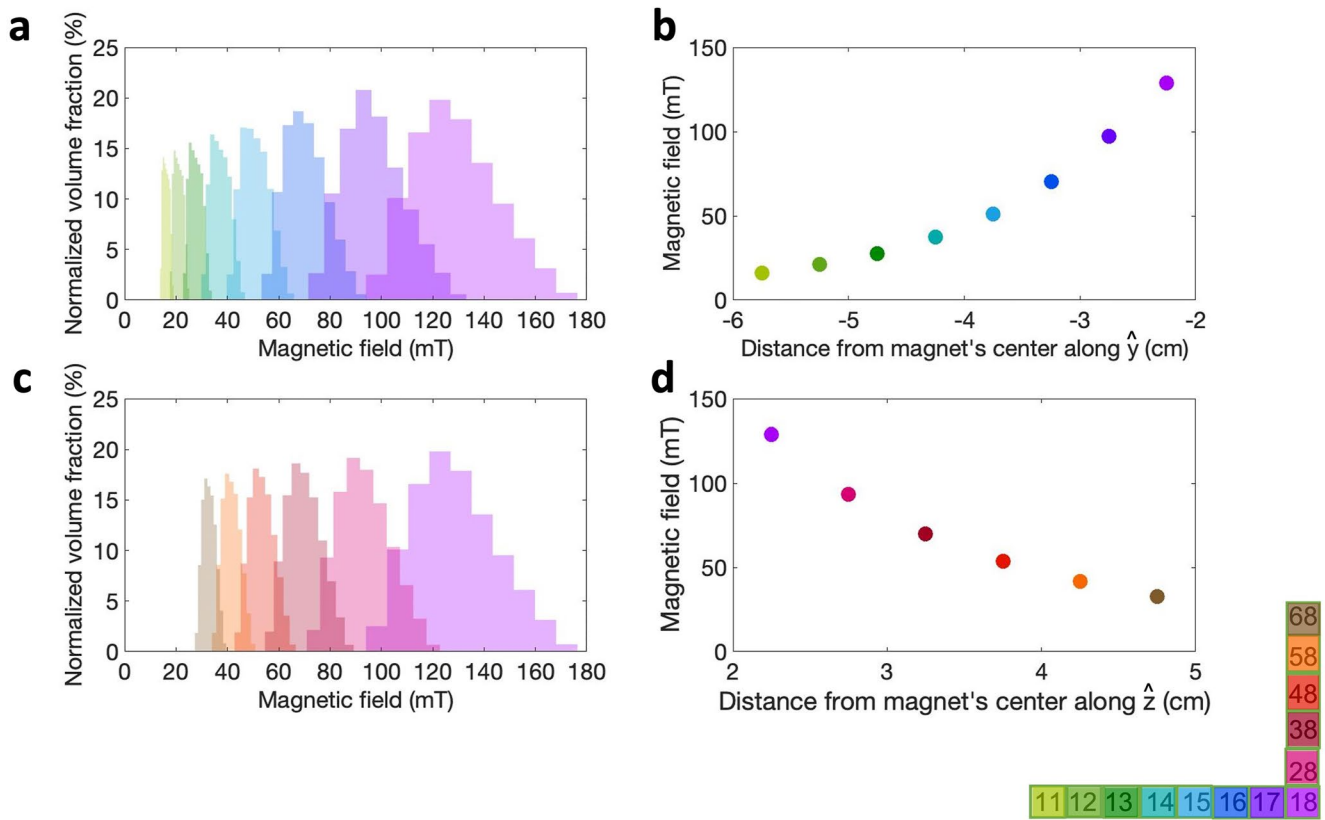 a
Normalized volume fraction (%)
25
20
15
10
5
0
0 20 40 60 80 100 120 140 160 180
Magnetic field (mT)
b
Magnetic field (mT)
150
100
50
0
-6 -5 -4 -3 -2
Distance from magnet's center along ŷ (cm)
c
Normalized volume fraction (%)
25
20
15
10
5
0
0 20 40 60 80 100 120 140 160 180
Magnetic field (mT)
d
Magnetic field (mT)
150
100
50
0
2 3 4 5
Distance from magnet's center along ẑ (cm)
68
58
48
38
28
11 12 13 14 15 16 17 18